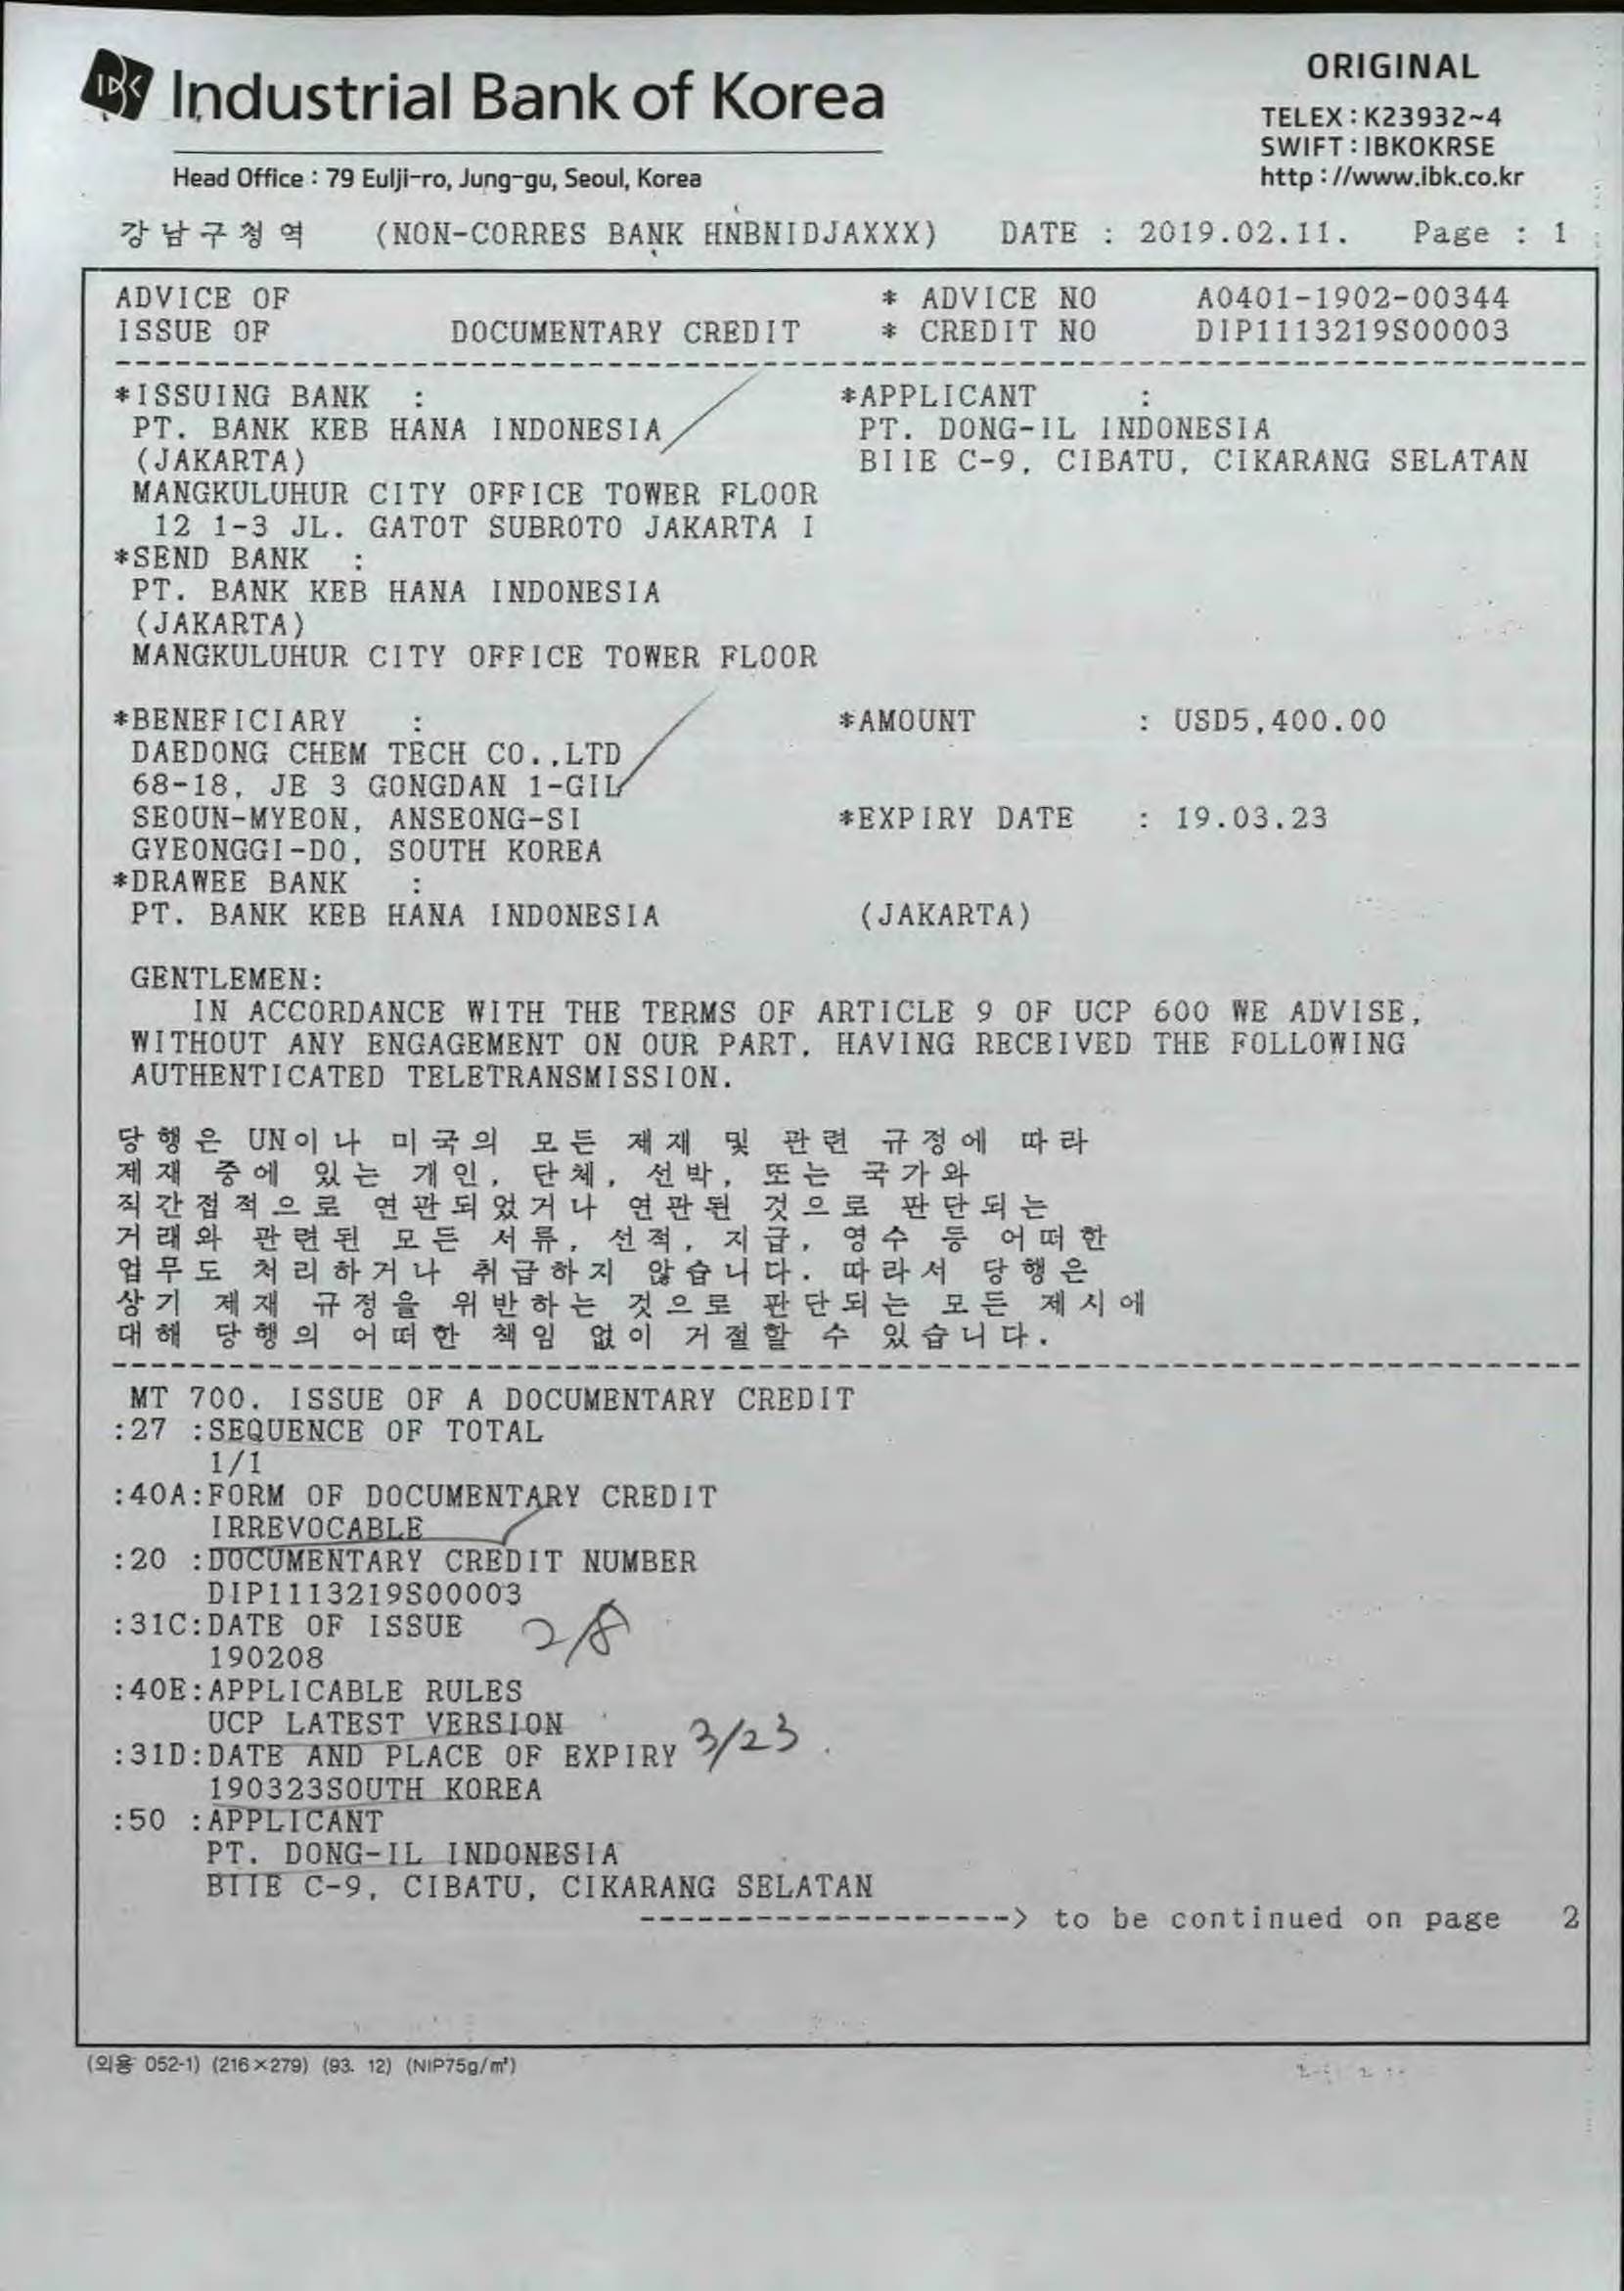 IBK Industrial Bank of Korea
ORIGINAL
TELEX : K23932~4
SWIFT : IBKOKRSE
http : //www.ibk.co.kr
Head Office : 79 Eulji-ro, Jung-gu, Seoul, Korea
강남구청역 (NON-CORRES BANK HNBNIDJAXXX) DATE : 2019.02.11. Page : 1
ADVICE OF * ADVICE NO A0401-1902-00344
ISSUE OF DOCUMENTARY CREDIT * CREDIT NO DIP1113219S00003
*ISSUING BANK : *APPLICANT :
PT. BANK KEB HANA INDONESIA PT. DONG-IL INDONESIA
(JAKARTA) BIIE C-9, CIBATU, CIKARANG SELATAN
MANGKULUHUR CITY OFFICE TOWER FLOOR
12 1-3 JL. GATOT SUBROTO JAKARTA I
*SEND BANK :
PT. BANK KEB HANA INDONESIA
(JAKARTA)
MANGKULUHUR CITY OFFICE TOWER FLOOR
*BENEFICIARY : *AMOUNT : USD5,400.00
DAEDONG CHEM TECH CO.,LTD
68-18, JE 3 GONGDAN 1-GIL
SEOUN-MYEON, ANSEONG-SI *EXPIRY DATE : 19.03.23
GYEONGGI-DO, SOUTH KOREA
*DRAWEE BANK :
PT. BANK KEB HANA INDONESIA (JAKARTA)
GENTLEMEN:
IN ACCORDANCE WITH THE TERMS OF ARTICLE 9 OF UCP 600 WE ADVISE,
WITHOUT ANY ENGAGEMENT ON OUR PART, HAVING RECEIVED THE FOLLOWING
AUTHENTICATED TELETRANSMISSION.
당행은 UN이나 미국의 모든 제재 및 관련 규정에 따라
제재 중에 있는 개인, 단체, 선박, 또는 국가와
직간접적으로 연관되었거나 연관된 것으로 판단되는
거래와 관련된 모든 서류, 선적, 지급, 영수 등 어떠한
업무도 처리하거나 취급하지 않습니다. 따라서 당행은
상기 제재 규정을 위반하는 것으로 판단되는 모든 제시에
대해 당행의 어떠한 책임 없이 거절할 수 있습니다.
MT 700. ISSUE OF A DOCUMENTARY CREDIT
:27 :SEQUENCE OF TOTAL
1/1
:40A:FORM OF DOCUMENTARY CREDIT
IRREVOCABLE
:20 :DOCUMENTARY CREDIT NUMBER
DIP1113219S00003
:31C:DATE OF ISSUE 2/8
190208
:40E:APPLICABLE RULES
UCP LATEST VERSION
:31D:DATE AND PLACE OF EXPIRY 3/23
190323SOUTH KOREA
:50 :APPLICANT
PT. DONG-IL INDONESIA
BIIE C-9, CIBATU, CIKARANG SELATAN
-------------------> to be continued on page 2
(외용 052-1) (216×279) (93. 12) (NIP75g/㎡)